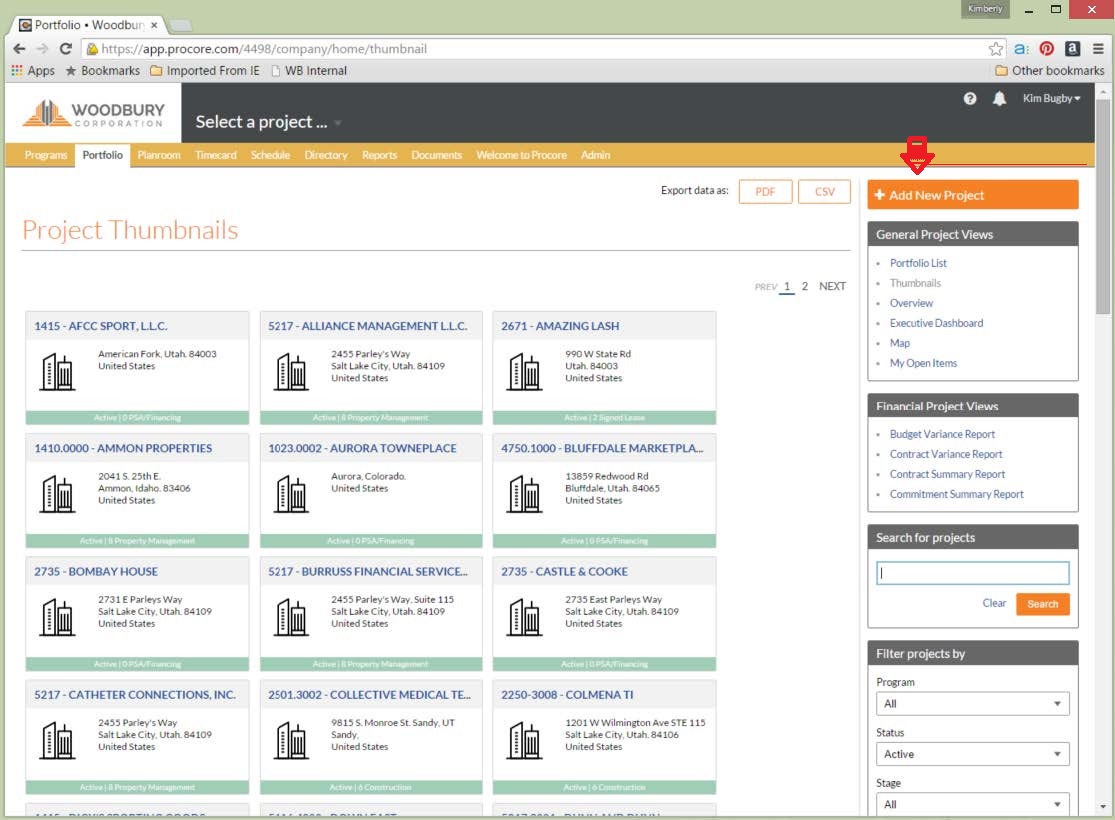 Kimberly
Portfolio • Woodbury
https://app.procore.com/4498/company/home/thumbnail
a:
a
Apps
Bookmarks
Imported From IE
WB Internal
Other bookmarks
WOODBURY
CORPORATION
Select a project ...
?
Kim Bugby
Programs
Portfolio
Planroom
Timecard
Schedule
Directory
Reports
Documents
Welcome to Procore
Admin
Export data as:
PDF
CSV
Project Thumbnails
PREV 1 2 NEXT
1415 - AFCC SPORT, L.L.C.
American Fork, Utah. 84003
United States
Active | 0 PSA/Financing
5217 - ALLIANCE MANAGEMENT L.L.C.
2455 Parley's Way
Salt Lake City, Utah. 84109
United States
Active | 8 Property Management
2671 - AMAZING LASH
990 W State Rd
Utah. 84003
United States
Active | 2 Signed Lease
1410.0000 - AMMON PROPERTIES
2041 S. 25th E.
Ammon, Idaho. 83406
United States
Active | 8 Property Management
1023.0002 - AURORA TOWNEPLACE
Aurora, Colorado.
United States
Active | 0 PSA/Financing
4750.1000 - BLUFFDALE MARKETPLA...
13859 Redwood Rd
Bluffdale, Utah. 84065
United States
Active | 0 PSA/Financing
2735 - BOMBAY HOUSE
2731 E Parleys Way
Salt Lake City, Utah. 84109
United States
Active | 0 PSA/Financing
5217 - BURRUSS FINANCIAL SERVICE...
2455 Parley's Way, Suite 115
Salt Lake City, Utah. 84109
United States
Active | 8 Property Management
2735 - CASTLE & COOKE
2735 East Parleys Way
Salt Lake City, Utah. 84109
United States
Active | 0 PSA/Financing
5217 - CATHETER CONNECTIONS, INC.
2455 Parley's Way
Salt Lake City, Utah. 84109
United States
Active | 8 Property Management
2501.3002 - COLLECTIVE MEDICAL TE...
9815 S. Monroe St. Sandy, UT
Sandy,
United States
Active | 6 Construction
2250-3008 - COLMENA TI
1201 W Wilmington Ave STE 115
Salt Lake City, Utah. 84106
United States
Active | 6 Construction
+ Add New Project
General Project Views
Portfolio List
Thumbnails
Overview
Executive Dashboard
Map
My Open Items
Financial Project Views
Budget Variance Report
Contract Variance Report
Contract Summary Report
Commitment Summary Report
Search for projects
Clear
Search
Filter projects by
Program
All
Status
Active
Stage
All